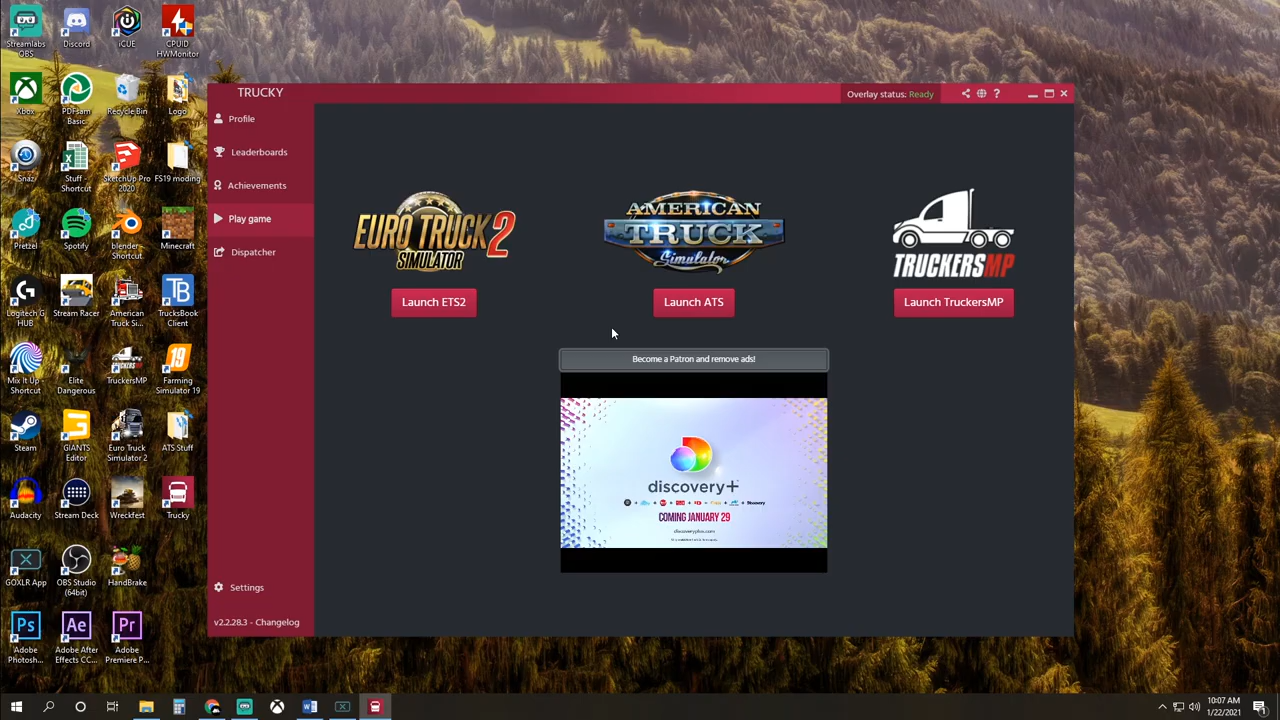 Streamlabs OBS
Discord
iCUE
CPUID HWMonitor
Xbox
PDFsam Basic
Recycle Bin
Logo
Snaz
Stuff - Shortcut
SketchUp Pro 2020
FS19 moding
Pretzel
Spotify
blender - Shortcut
Minecraft
Logitech G HUB
Stream Racer
American Truck Si...
TrucksBook Client
Mix It Up - Shortcut
Elite Dangerous
TruckersMP
Farming Simulator 19
Steam
GIANTS Editor
Euro Truck Simulator 2
ATS Stuff
Audacity
Stream Deck
Wreckfest
Trucky
GOXLR App
OBS Studio (64bit)
HandBrake
Adobe Photosh...
Adobe After Effects CC...
Adobe Premiere P...
TRUCKY
Overlay status: Ready
Profile
Leaderboards
Achievements
Play game
Dispatcher
Settings
v2.2.28.3 - Changelog
EURO TRUCK 2
SIMULATOR
AMERICAN
TRUCK
Simulator
TRUCKERSMP
Launch ETS2
Launch ATS
Launch TruckersMP
Become a Patron and remove ads!
discovery+
COMING JANUARY 29
discoveryplus.com
10:07 AM
1/22/2021